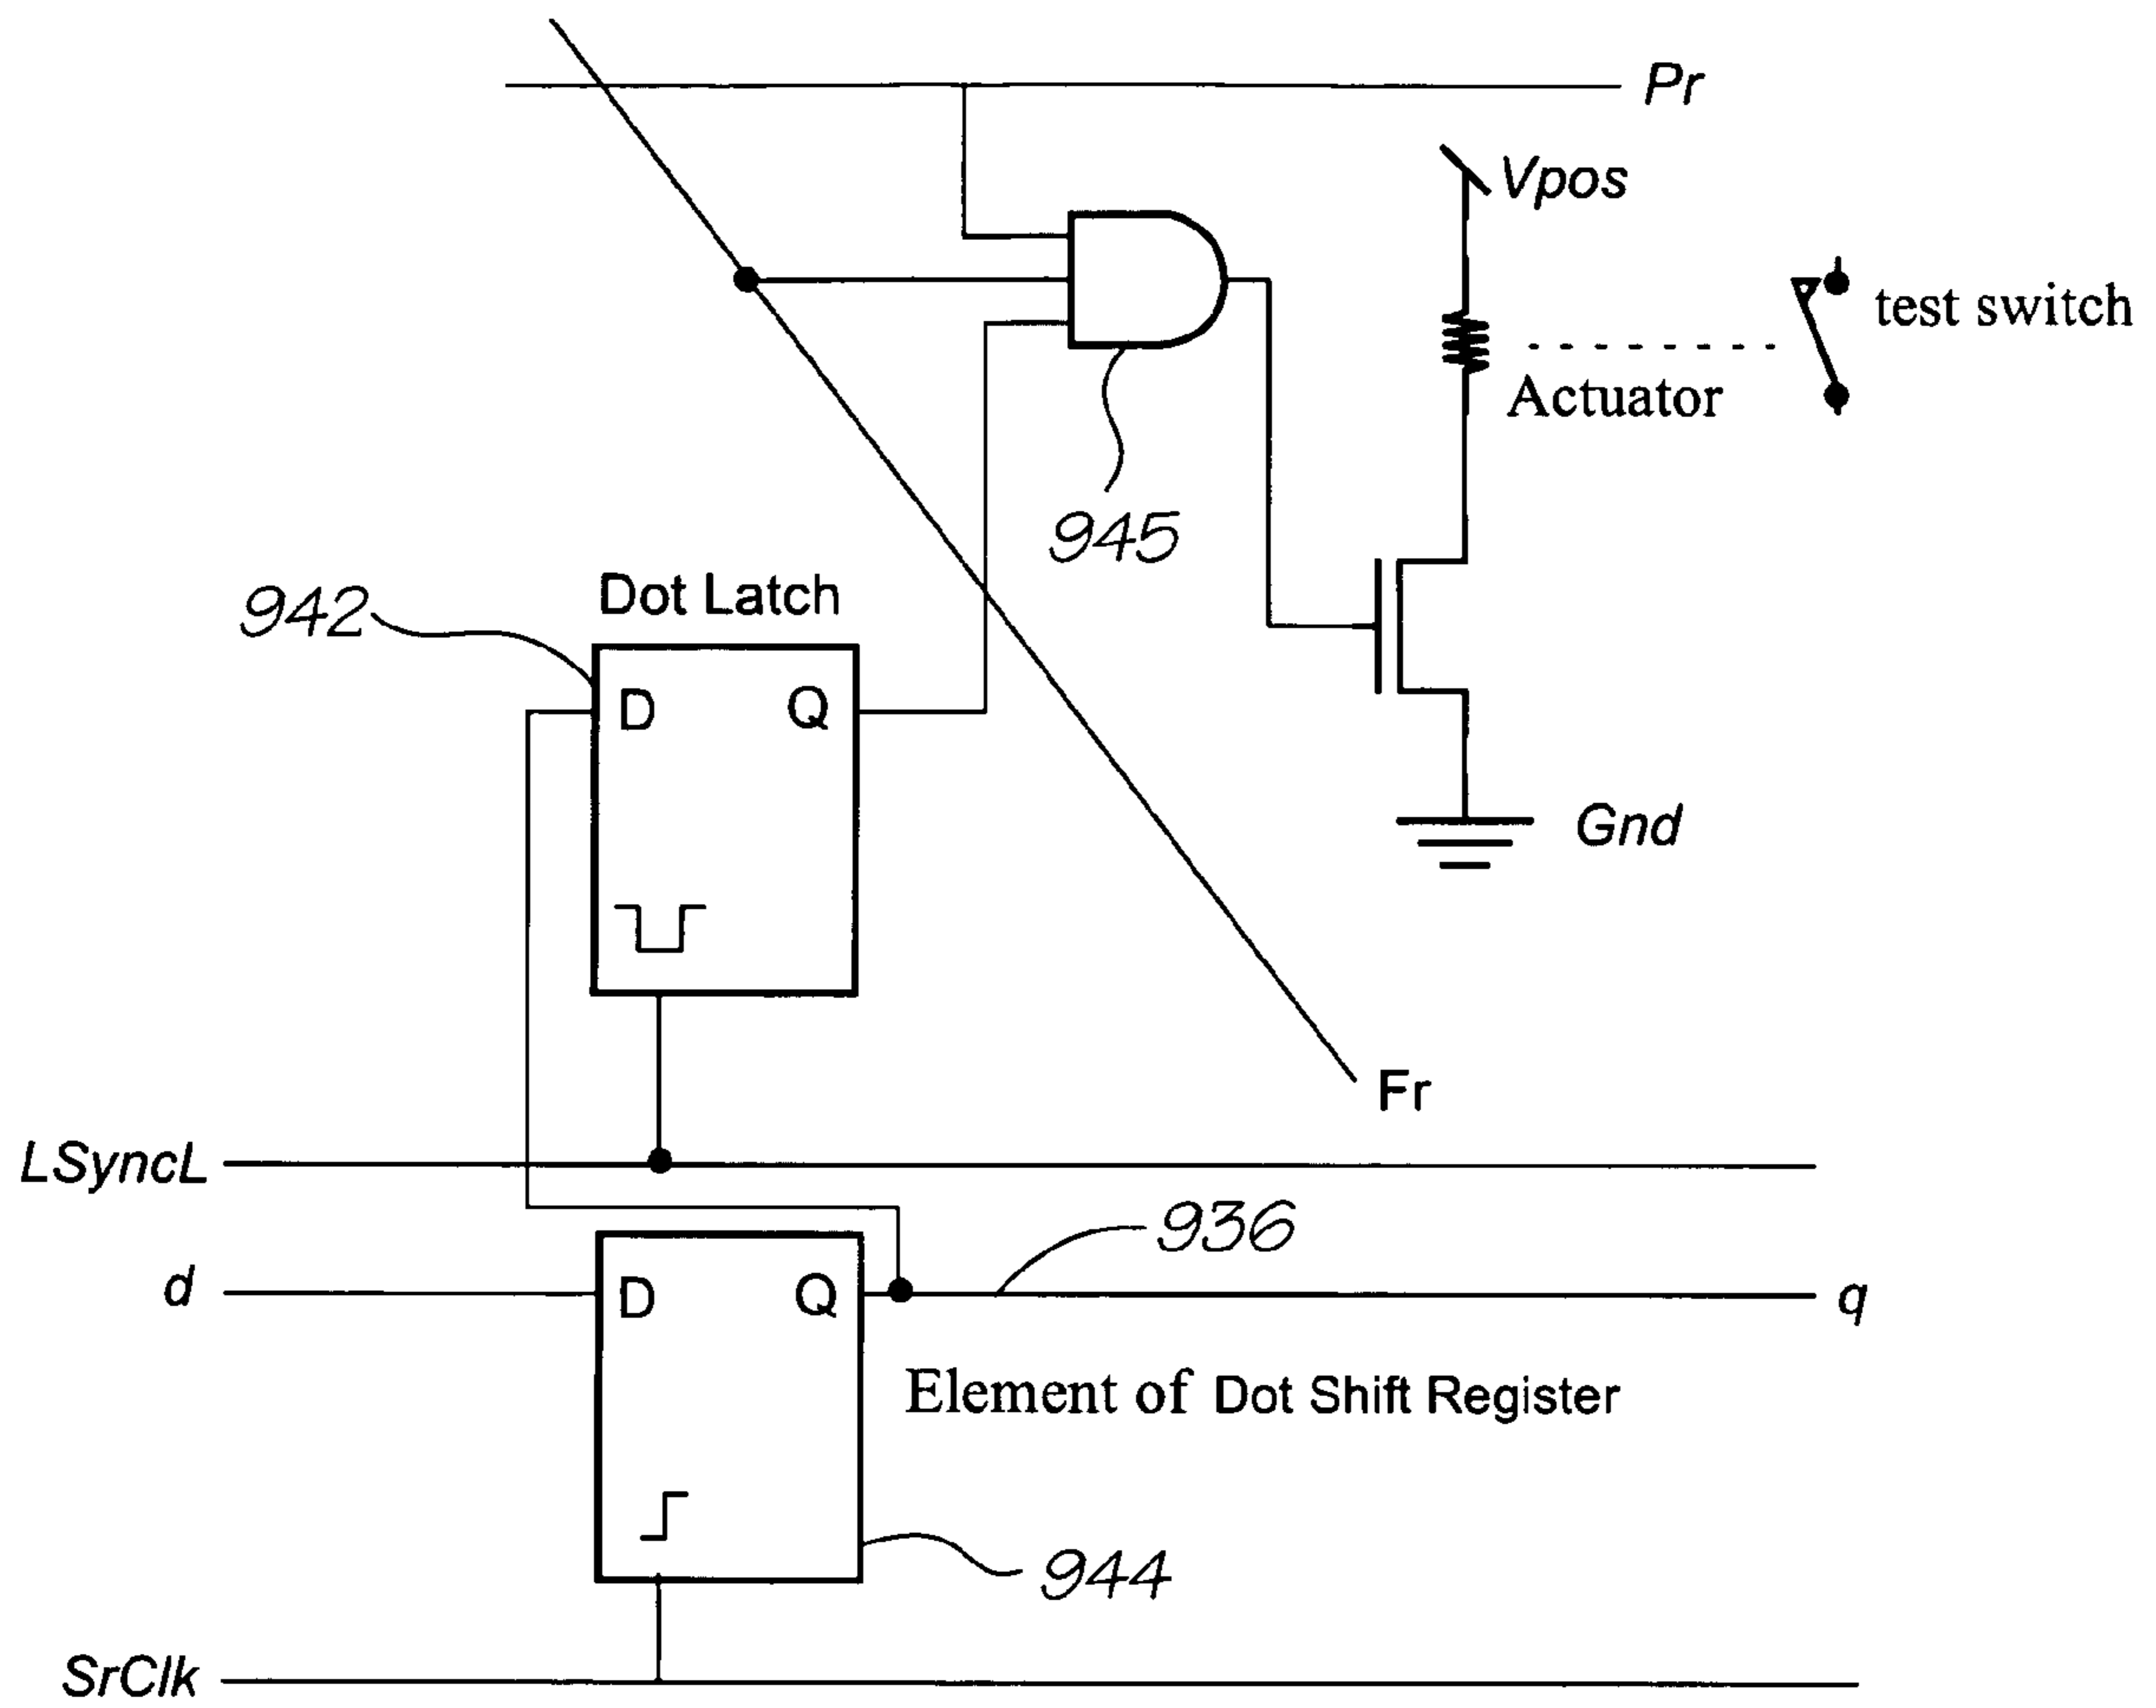 Pr
Vpos
test switch
Actuator
945
942
Dot Latch
D Q
Gnd
Fr
LSyncL
936
d
D Q
q
Element of Dot Shift Register
944
SrClk